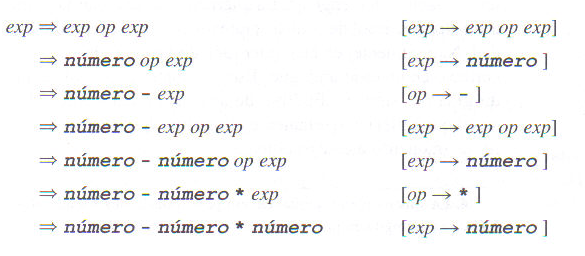 exp ⇒ exp op exp [exp → exp op exp]
⇒ número op exp [exp → número ]
⇒ número - exp [op → - ]
⇒ número - exp op exp [exp → exp op exp]
⇒ número - número op exp [exp → número ]
⇒ número - número * exp [op → * ]
⇒ número - número * número [exp → número ]